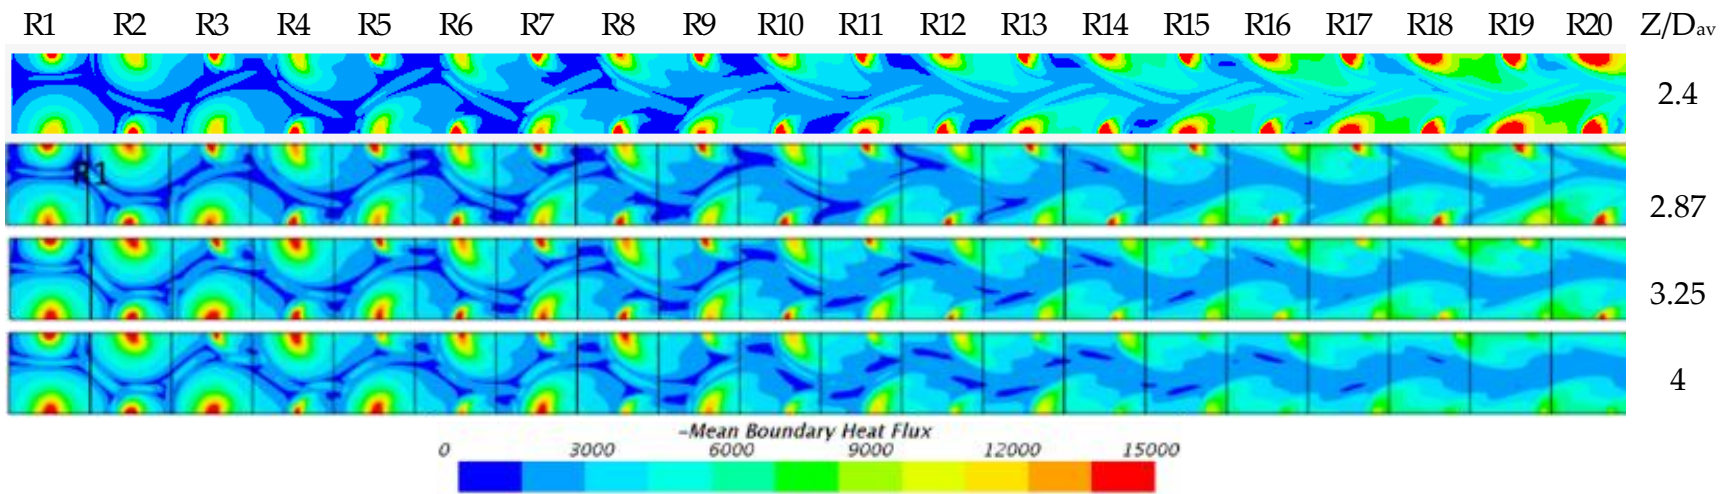 R1 R2 R3 R4 R5 R6 R7 R8 R9 R10 R11 R12 R13 R14 R15 R16 R17 R18 R19 R20 Z/Dav
2.4
R1
2.87
3.25
4
-Mean Boundary Heat Flux
0 3000 6000 9000 12000 15000